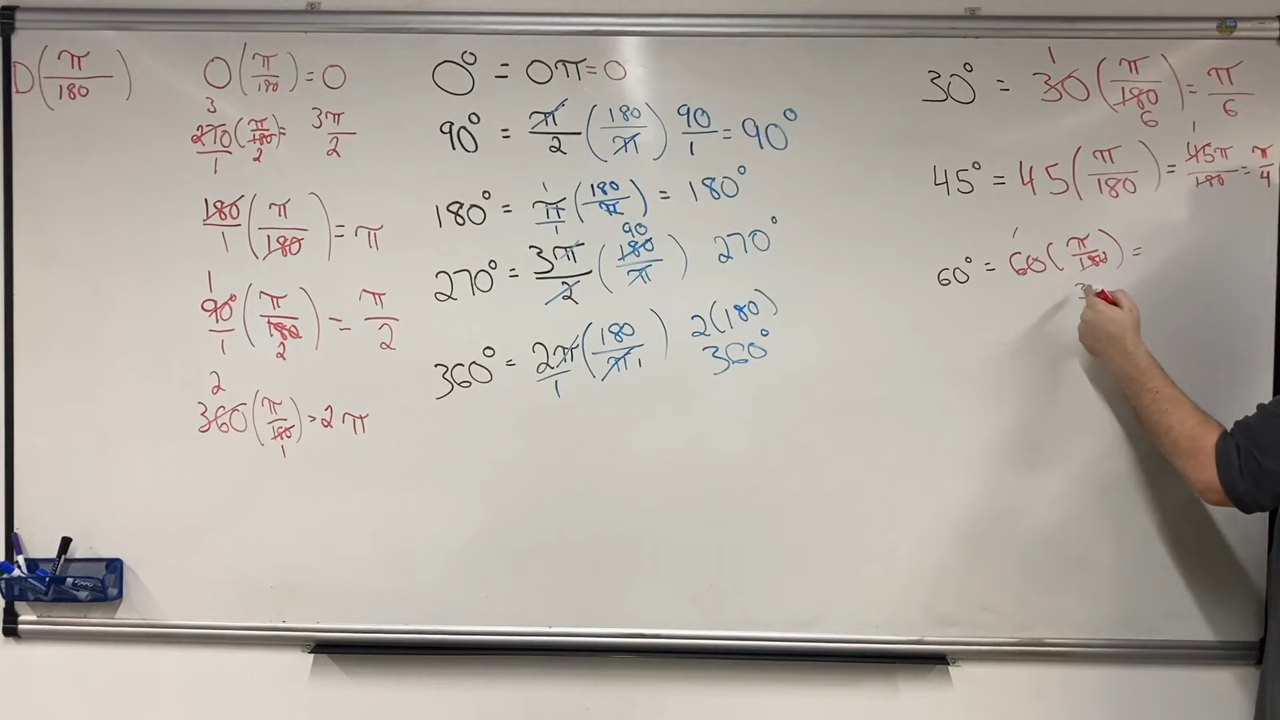 D(π/180)
0(π/180) = 0
3
270/1 (π/180) = 3π/2
2
180/1 (π/180) = π
1
90°/1 (π/180) = π/2
2
2
360(π/180) > 2π
1
0° = 0π = 0
90° = π/2 (180/π) 90/1 = 90°
1
180° = π/1 (180/π) = 180°
90
270° = 3π/2 (180/π) 270°
360° = 2π/1 (180/π1) 2(180)
360°
1
30° = 30(π/180) = π/6
6
1
45° = 45(π/180) = 45π/180 = π/4
1
60° = 60(π/180) =
3